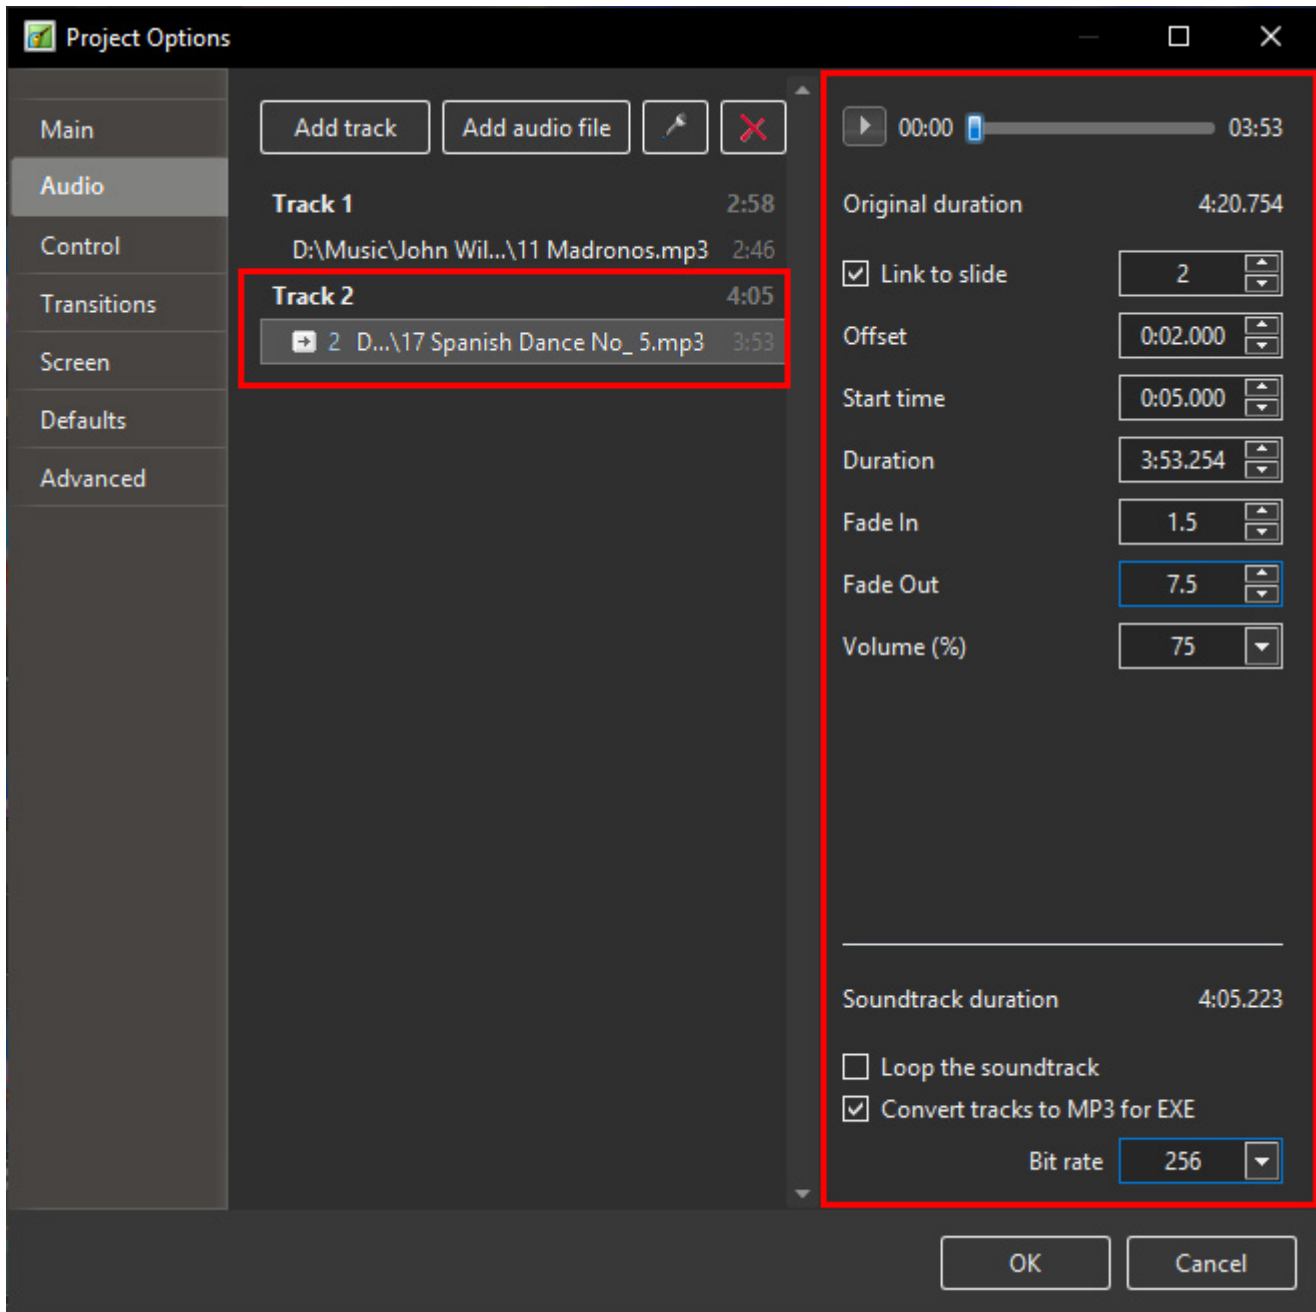 Project Options
Main
Audio
Control
Transitions
Screen
Defaults
Advanced
Add track
Add audio file
Track 1 2:58
D:\Music\John Wil...\11 Madronos.mp3 2:46
Track 2 4:05
2 D...\17 Spanish Dance No_ 5.mp3 3:53
00:00 03:53
Original duration 4:20.754
Link to slide 2
Offset 0:02.000
Start time 0:05.000
Duration 3:53.254
Fade In 1.5
Fade Out 7.5
Volume (%) 75
Soundtrack duration 4:05.223
Loop the soundtrack
Convert tracks to MP3 for EXE
Bit rate 256
OK Cancel